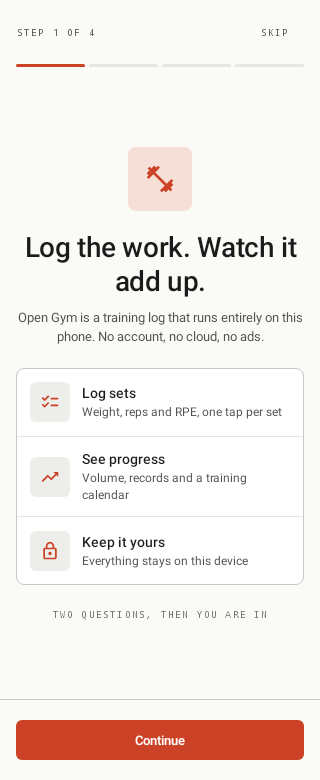 STEP 1 OF 4
SKIP
Log the work. Watch it
add up.
Open Gym is a training log that runs entirely on this
phone. No account, no cloud, no ads.
Log sets
Weight, reps and RPE, one tap per set
See progress
Volume, records and a training
calendar
Keep it yours
Everything stays on this device
TWO QUESTIONS, THEN YOU ARE IN
Continue